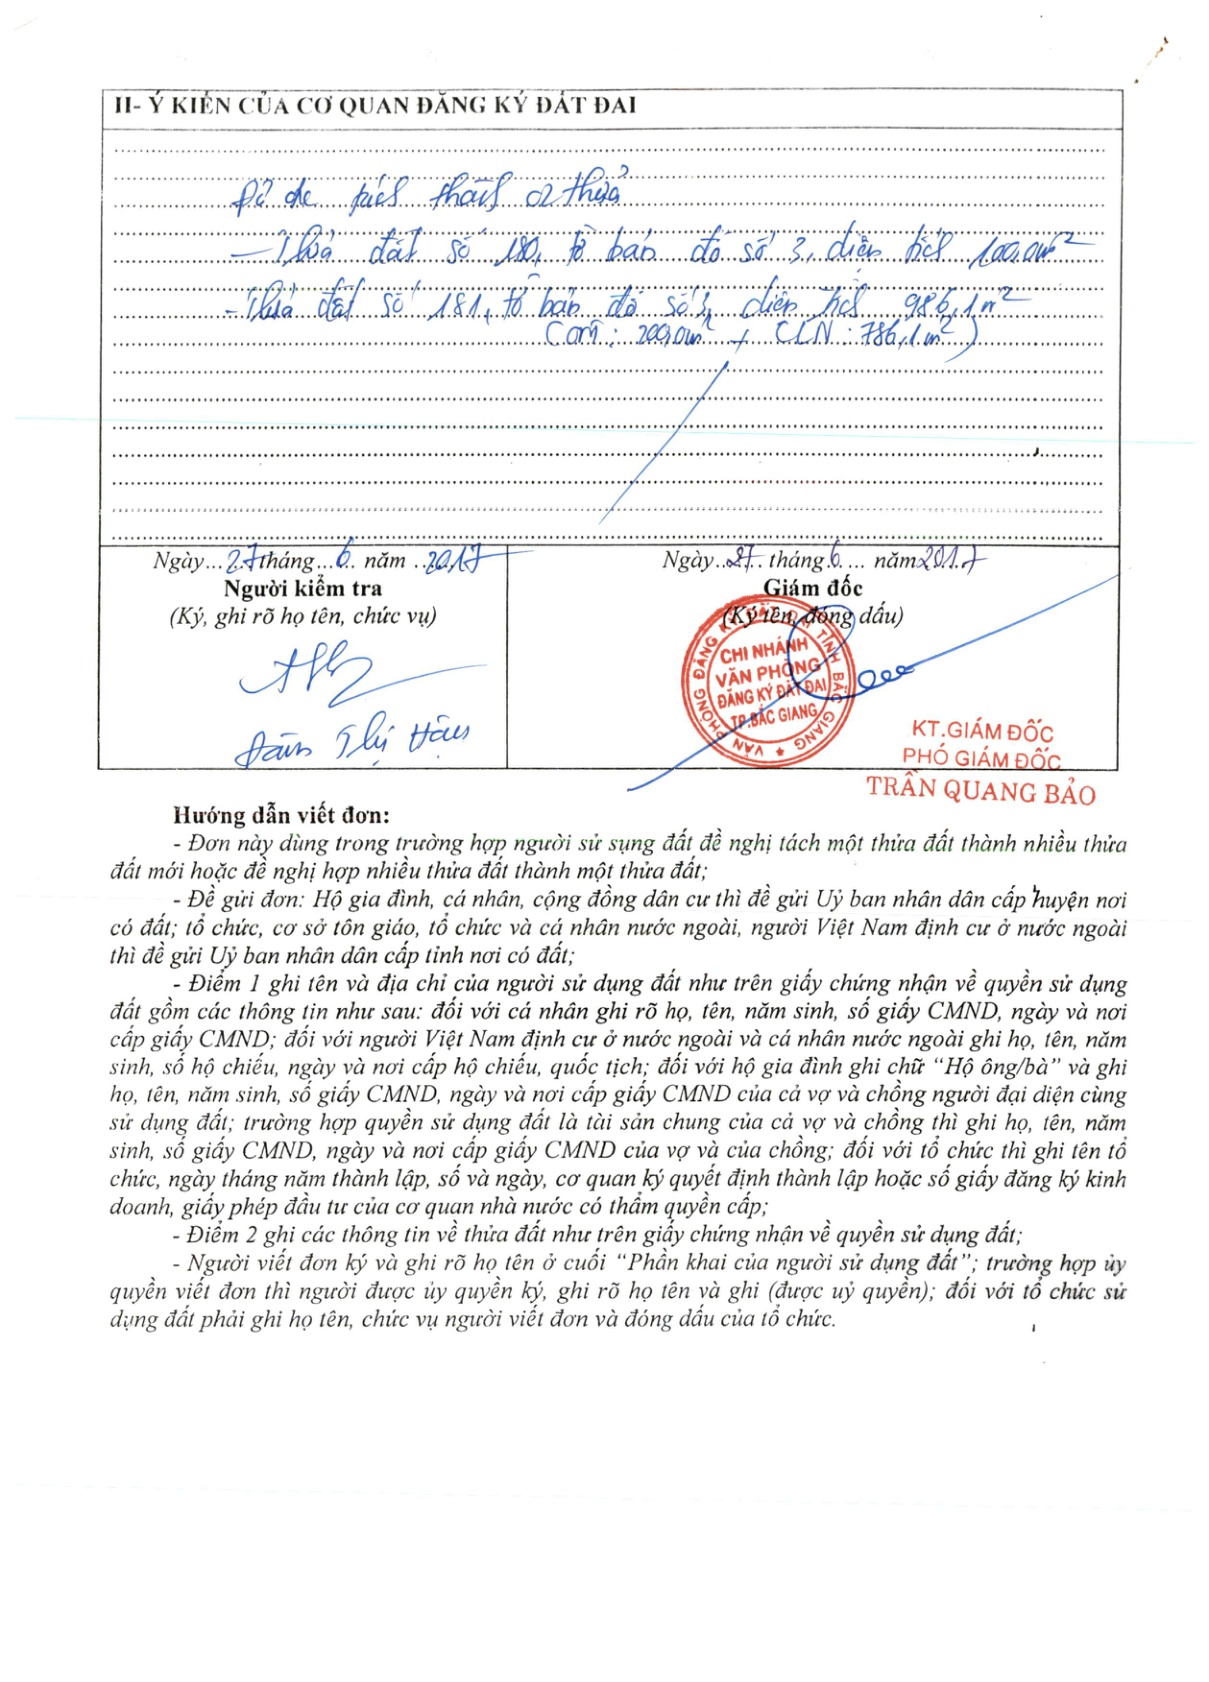 II- Ý KIẾN CỦA CƠ QUAN ĐĂNG KÝ ĐẤT ĐAI
thành 02 thửa
- Thửa đất số 180, tờ bản đồ số 3, diện tích 100,0m²
- Thửa đất số 181, tờ bản đồ số 3, diện tích 986,1m²
200,0m² + CLN: 786,1m²)
Ngày...27 tháng...6.. năm ..2017
Ngày..27. tháng.6. ... năm 2017
Người kiểm tra
Giám đốc
(Ký, ghi rõ họ tên, chức vụ)
(Ký tên, đóng dấu)
VĂN PHÒNG ĐĂNG KÝ ĐẤT ĐAI TỈNH BẮC GIANG
CHI NHÁNH
VĂN PHÒNG
ĐĂNG KÝ ĐẤT ĐAI
TP.BẮC GIANG
Thị Hậu
KT.GIÁM ĐỐC
PHÓ GIÁM ĐỐC
TRẦN QUANG BẢO
Hướng dẫn viết đơn:
- Đơn này dùng trong trường hợp người sử sụng đất đề nghị tách một thửa đất thành nhiều thửa
đất mới hoặc đề nghị hợp nhiều thửa đất thành một thửa đất;
- Đề gửi đơn: Hộ gia đình, cá nhân, cộng đồng dân cư thì đề gửi Uỷ ban nhân dân cấp huyện nơi
có đất; tổ chức, cơ sở tôn giáo, tổ chức và cá nhân nước ngoài, người Việt Nam định cư ở nước ngoài
thì đề gửi Uỷ ban nhân dân cấp tỉnh nơi có đất;
- Điểm 1 ghi tên và địa chỉ của người sử dụng đất như trên giấy chứng nhận về quyền sử dụng
đất gồm các thông tin như sau: đối với cá nhân ghi rõ họ, tên, năm sinh, số giấy CMND, ngày và nơi
cấp giấy CMND; đối với người Việt Nam định cư ở nước ngoài và cá nhân nước ngoài ghi họ, tên, năm
sinh, số hộ chiếu, ngày và nơi cấp hộ chiếu, quốc tịch; đối với hộ gia đình ghi chữ “Hộ ông/bà” và ghi
họ, tên, năm sinh, số giấy CMND, ngày và nơi cấp giấy CMND của cả vợ và chồng người đại diện cùng
sử dụng đất; trường hợp quyền sử dụng đất là tài sản chung của cả vợ và chồng thì ghi họ, tên, năm
sinh, số giấy CMND, ngày và nơi cấp giấy CMND của vợ và của chồng; đối với tổ chức thì ghi tên tổ
chức, ngày tháng năm thành lập, số và ngày, cơ quan ký quyết định thành lập hoặc số giấy đăng ký kinh
doanh, giấy phép đầu tư của cơ quan nhà nước có thẩm quyền cấp;
- Điểm 2 ghi các thông tin về thửa đất như trên giấy chứng nhận về quyền sử dụng đất;
- Người viết đơn ký và ghi rõ họ tên ở cuối “Phần khai của người sử dụng đất”; trường hợp ủy
quyền viết đơn thì người được ủy quyền ký, ghi rõ họ tên và ghi (được uỷ quyền); đối với tổ chức sử
dụng đất phải ghi họ tên, chức vụ người viết đơn và đóng dấu của tổ chức.